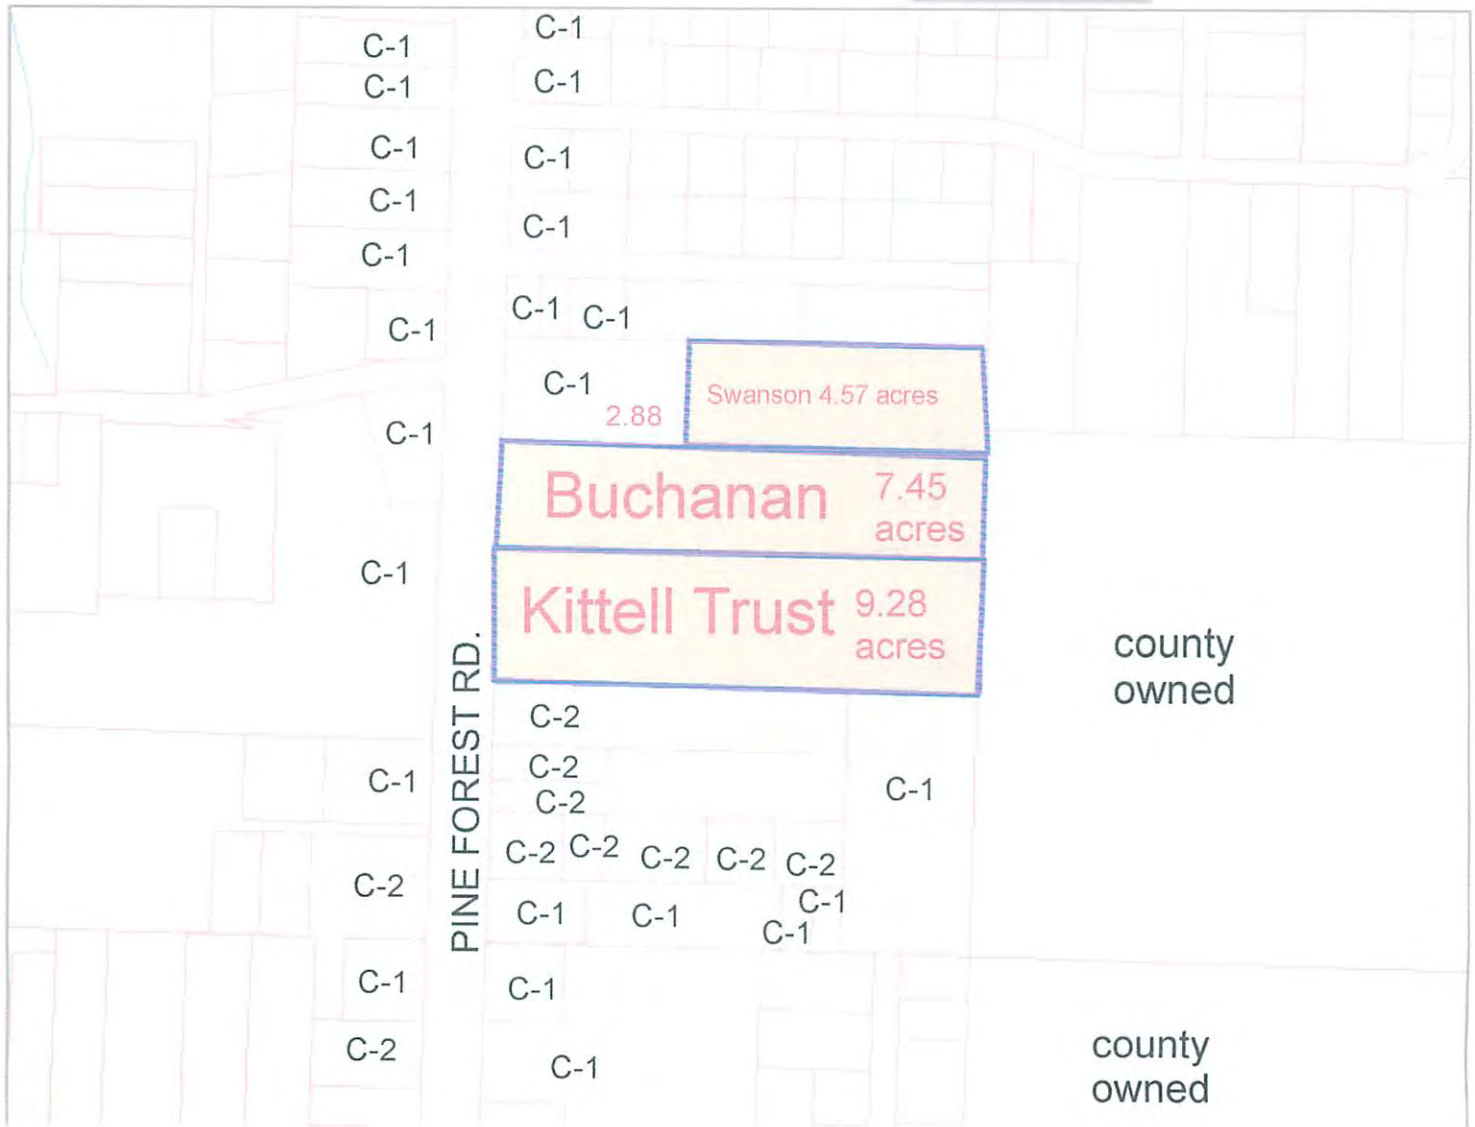 C-1
C-1
C-1
C-1
C-1
C-1
C-1
C-1
C-1
C-1 C-1
C-1
C-1
2.88
Swanson 4.57 acres
C-1
Buchanan 7.45
acres
C-1
Kittell Trust 9.28
acres
PINE FOREST RD.
county
owned
C-2
C-2
C-2
C-1
C-1
C-2 C-2 C-2 C-2 C-2
C-2
C-1 C-1 C-1
C-1
C-1
C-1
C-2
C-1
county
owned